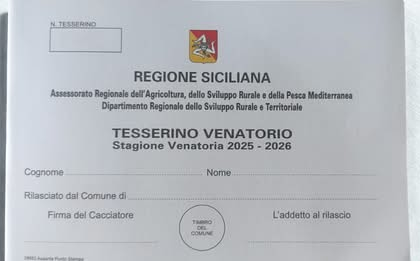 N. TESSERINO
REGIONE SICILIANA
Assessorato Regionale dell'Agricoltura, dello Sviluppo Rurale e della Pesca Mediterranea
Dipartimento Regionale dello Sviluppo Rurale e Territoriale
TESSERINO VENATORIO
Stagione Venatoria 2025 - 2026
Cognome Nome
Rilasciato dal Comune di
Firma del Cacciatore
TIMBRO
DEL
COMUNE
L'addetto al rilascio